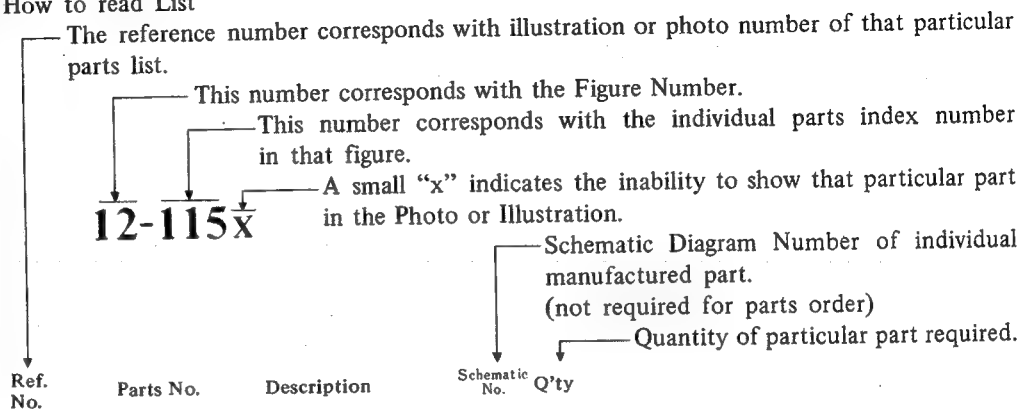 How to read List
The reference number corresponds with illustration or photo number of that particular
parts list.
This number corresponds with the Figure Number.
This number corresponds with the individual parts index number
in that figure.
A small “x” indicates the inability to show that particular part
in the Photo or Illustration.
12-115x
Schematic Diagram Number of individual
manufactured part.
(not required for parts order)
Quantity of particular part required.
Ref.
No.
Parts No.
Description
Schematic
No.
Q'ty